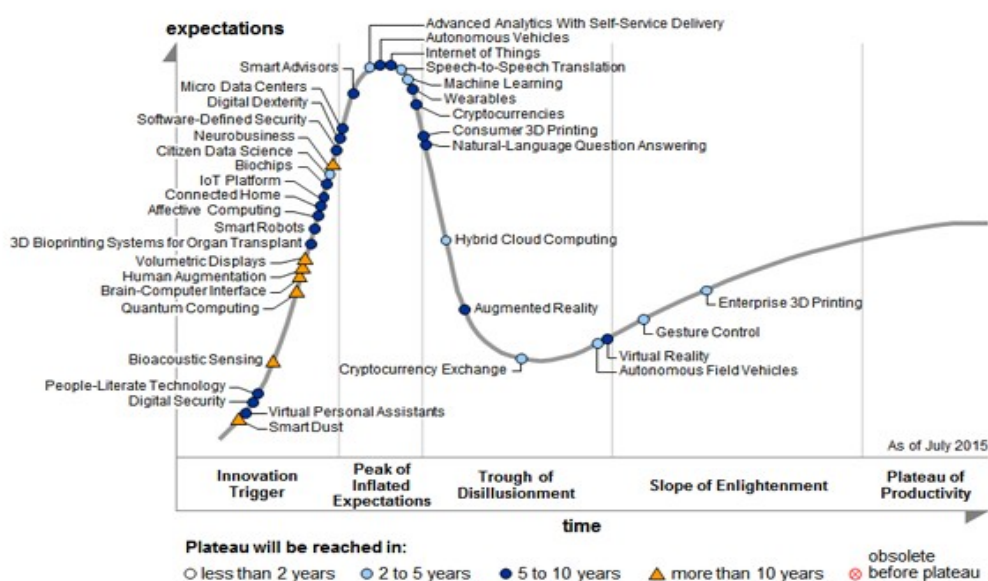 expectations
Advanced Analytics With Self-Service Delivery
Autonomous Vehicles
Internet of Things
Speech-to-Speech Translation
Machine Learning
Wearables
Cryptocurrencies
Consumer 3D Printing
Natural-Language Question Answering
Smart Advisors
Micro Data Centers
Digital Dexterity
Software-Defined Security
Neurobusiness
Citizen Data Science
Biochips
IoT Platform
Connected Home
Affective Computing
Smart Robots
3D Bioprinting Systems for Organ Transplant
Volumetric Displays
Human Augmentation
Brain-Computer Interface
Quantum Computing
Bioacoustic Sensing
People-Literate Technology
Digital Security
Virtual Personal Assistants
Smart Dust
Hybrid Cloud Computing
Augmented Reality
Cryptocurrency Exchange
Enterprise 3D Printing
Gesture Control
Virtual Reality
Autonomous Field Vehicles
As of July 2015
Innovation
Trigger
Peak of
Inflated
Expectations
Trough of
Disillusionment
Slope of Enlightenment
Plateau of
Productivity
time
Plateau will be reached in:
less than 2 years
2 to 5 years
5 to 10 years
more than 10 years
obsolete
before plateau